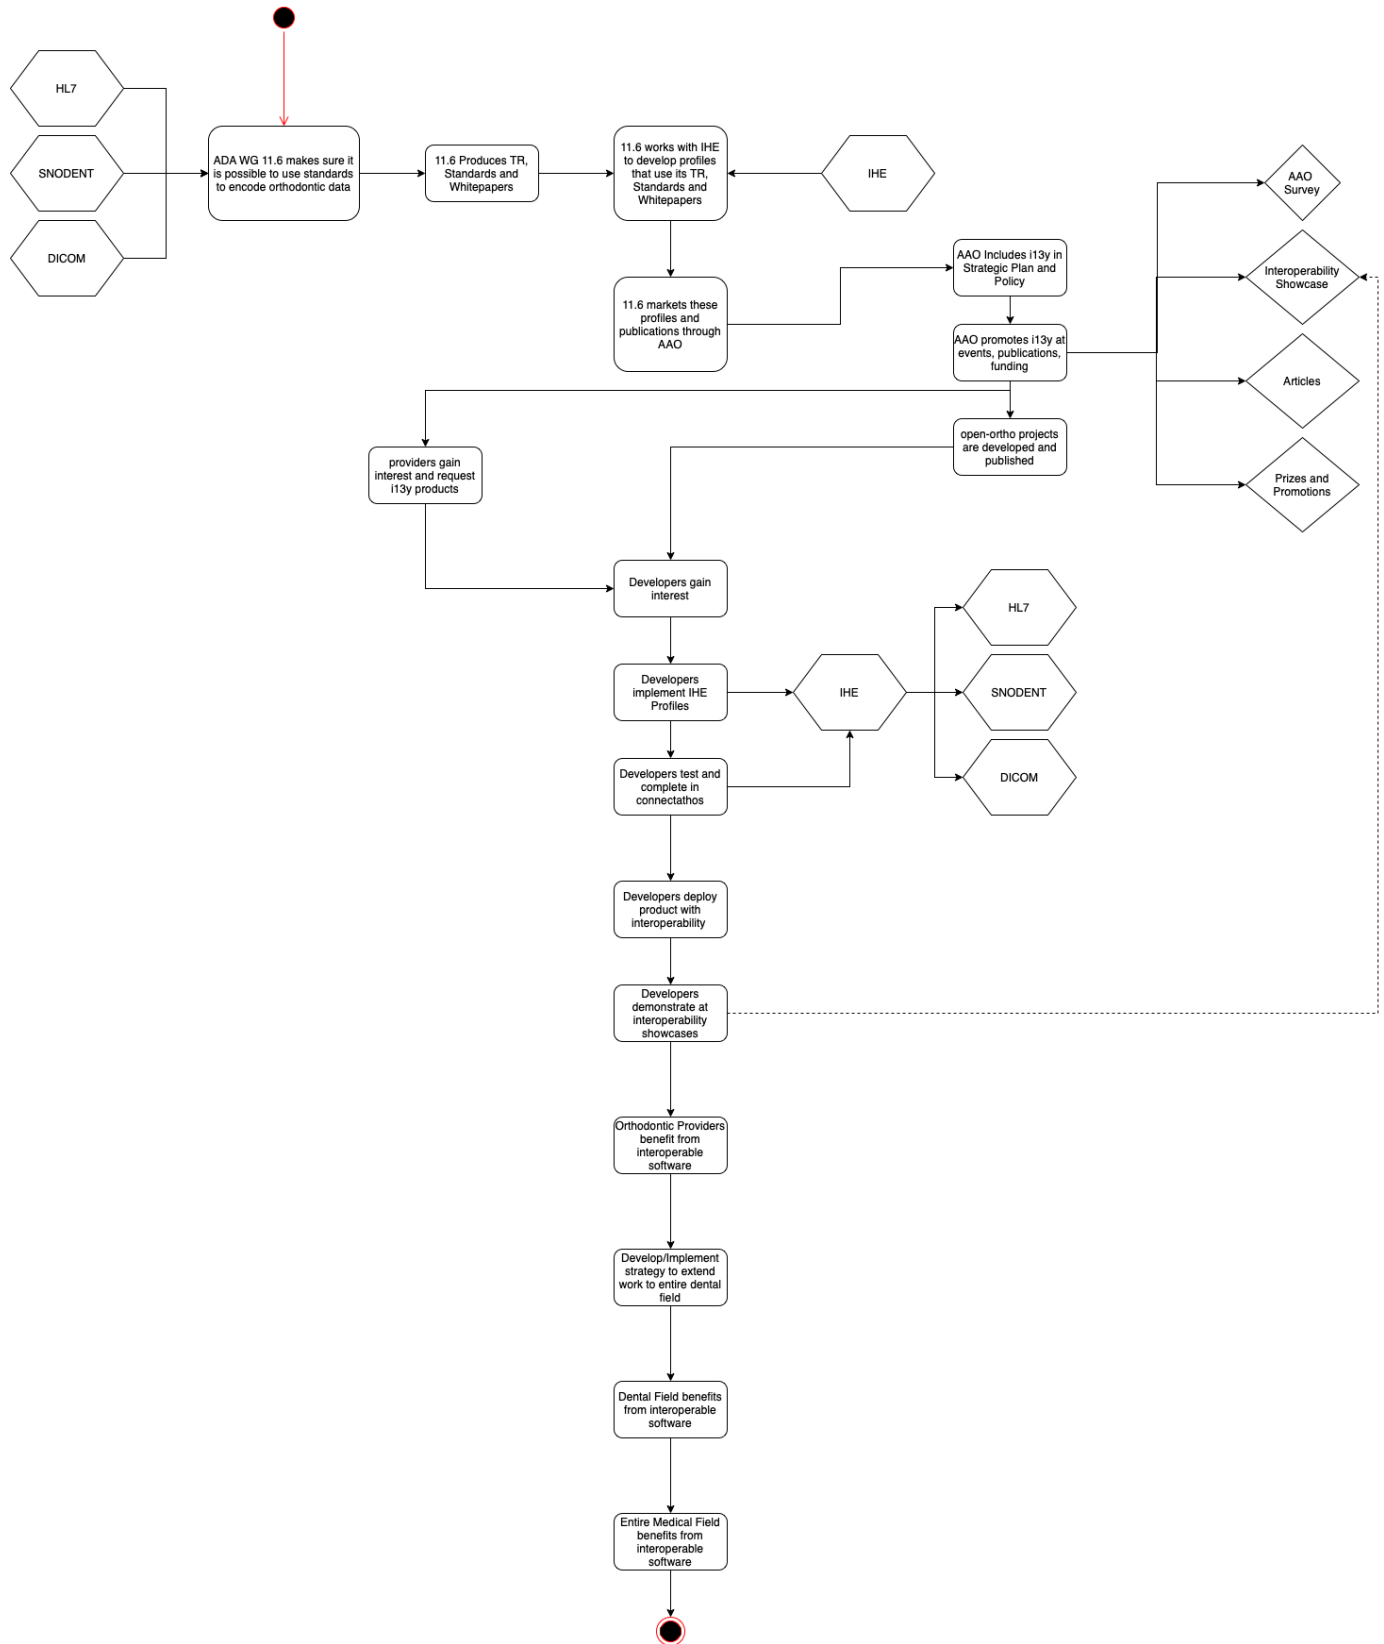 HL7
SNODENT
DICOM
ADA WG 11.6 makes sure it
is possible to use standards
to encode orthodontic data
11.6 Produces TR,
Standards and
Whitepapers
11.6 works with IHE
to develop profiles
that use its TR,
Standards and
Whitepapers
IHE
11.6 markets these
profiles and
publications through
AAO
AAO Includes i13y in
Strategic Plan and
Policy
AAO promotes i13y at
events, publications,
funding
AAO
Survey
Interoperability
Showcase
Articles
Prizes and
Promotions
open-ortho projects
are developed and
published
providers gain
interest and request
i13y products
Developers gain
interest
Developers
implement IHE
Profiles
IHE
HL7
SNODENT
DICOM
Developers test and
complete in
connectathos
Developers deploy
product with
interoperability
Developers
demonstrate at
interoperability
showcases
Orthodontic Providers
benefit from
interoperable
software
Develop/Implement
strategy to extend
work to entire dental
field
Dental Field benefits
from interoperable
software
Entire Medical Field
benefits from
interoperable
software